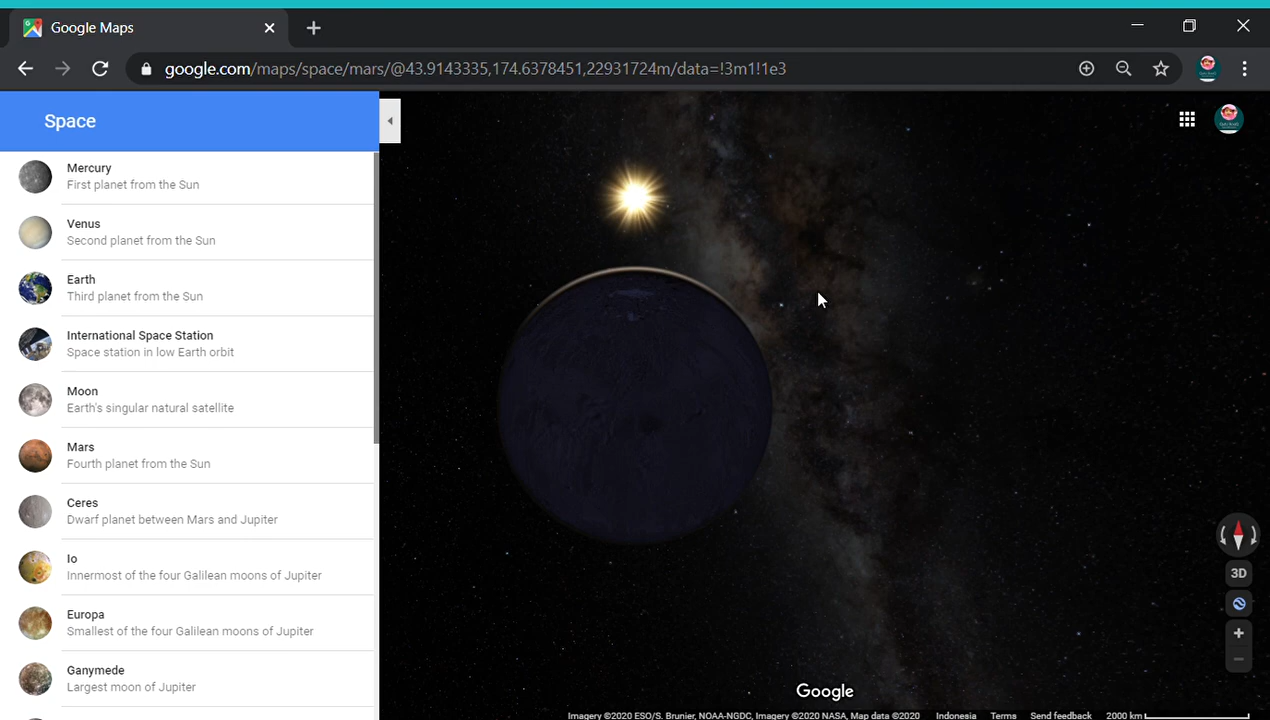 Google Maps
google.com/maps/space/mars/@43.9143335,174.6378451,22931724m/data=!3m1!1e3
Space
Mercury
First planet from the Sun
Venus
Second planet from the Sun
Earth
Third planet from the Sun
International Space Station
Space station in low Earth orbit
Moon
Earth's singular natural satellite
Mars
Fourth planet from the Sun
Ceres
Dwarf planet between Mars and Jupiter
Io
Innermost of the four Galilean moons of Jupiter
Europa
Smallest of the four Galilean moons of Jupiter
Ganymede
Largest moon of Jupiter
3D
Google
Imagery ©2020 ESO/S. Brunier, NOAA-NGDC, Imagery ©2020 NASA, Map data ©2020 Indonesia Terms Send feedback 2000 km